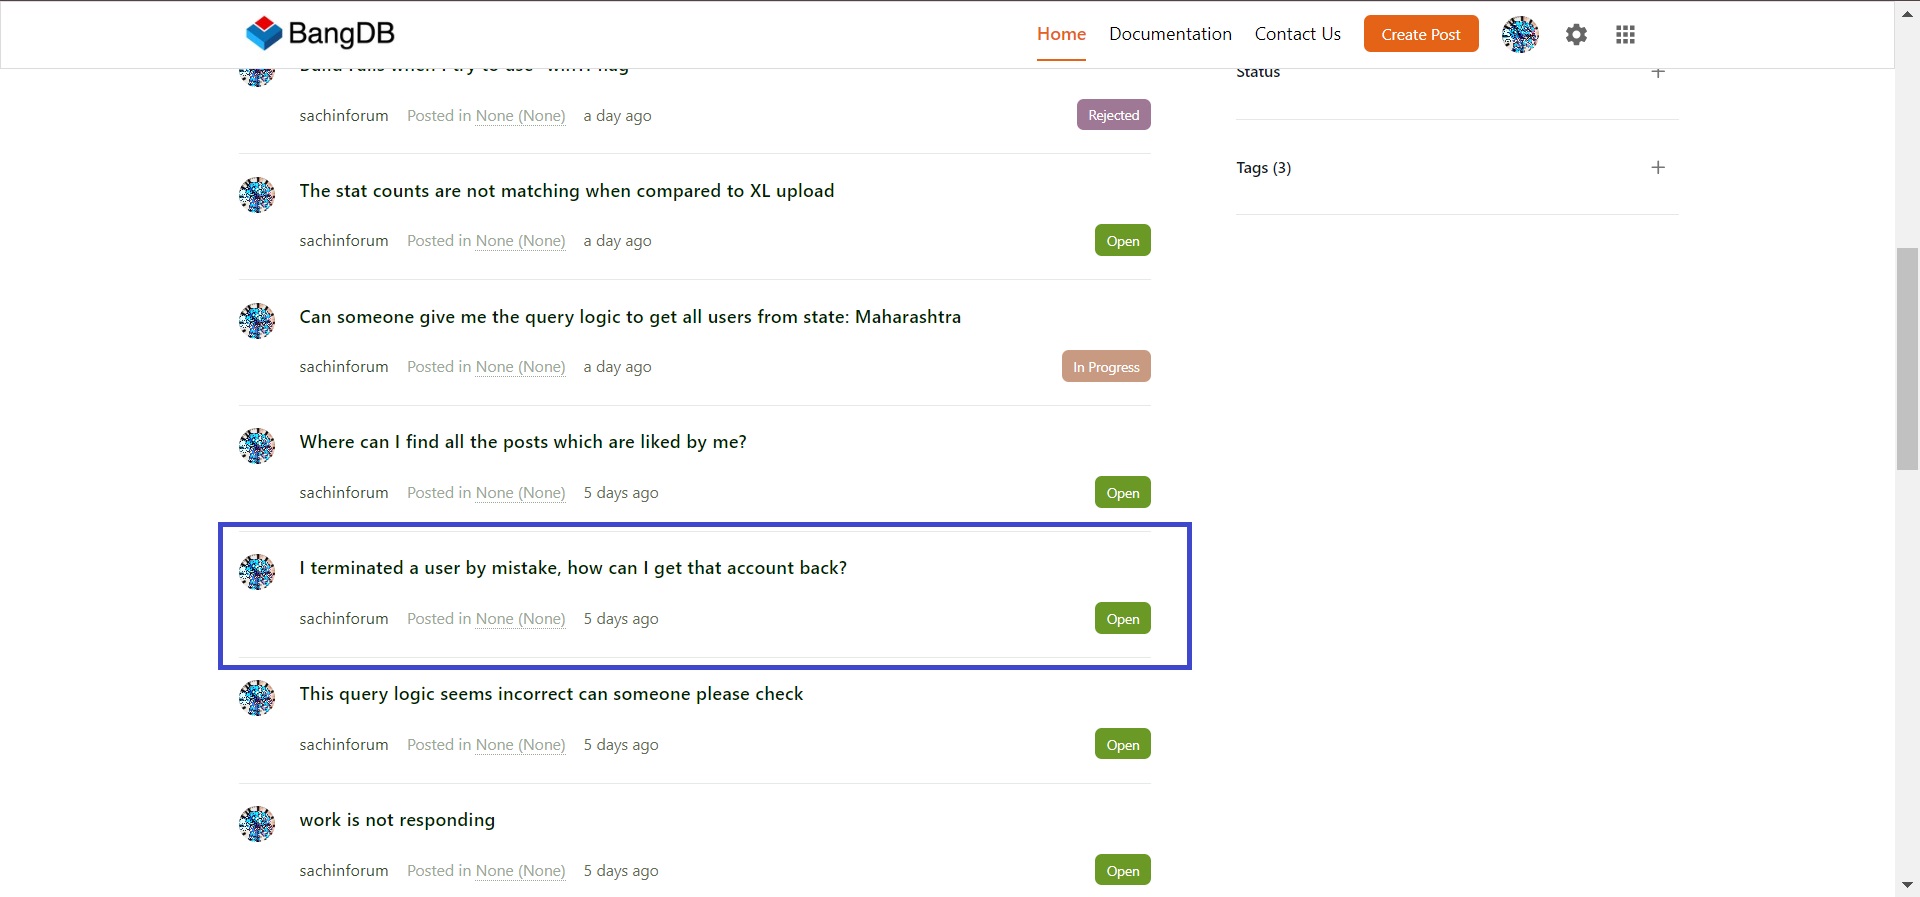 BangDB
Home Documentation Contact Us Create Post
sachinforum Posted in None (None) a day ago Rejected
The stat counts are not matching when compared to XL upload
sachinforum Posted in None (None) a day ago Open
Can someone give me the query logic to get all users from state: Maharashtra
sachinforum Posted in None (None) a day ago In Progress
Where can I find all the posts which are liked by me?
sachinforum Posted in None (None) 5 days ago Open
I terminated a user by mistake, how can I get that account back?
sachinforum Posted in None (None) 5 days ago Open
This query logic seems incorrect can someone please check
sachinforum Posted in None (None) 5 days ago Open
work is not responding
sachinforum Posted in None (None) 5 days ago Open
Status
Tags (3)